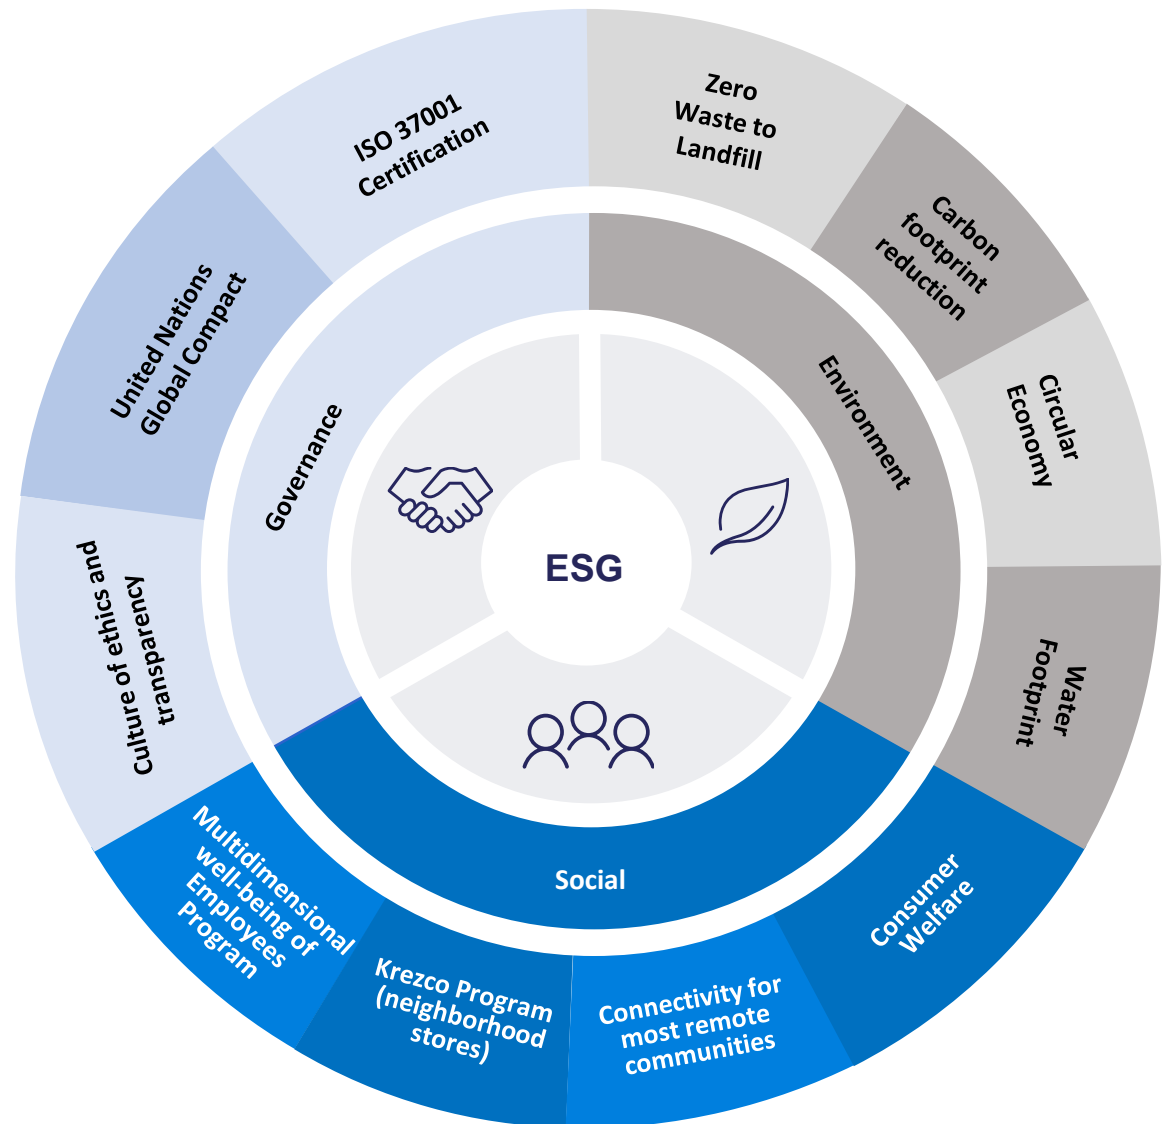 ESG
Environment
Social
Governance
Zero
Waste to
Landfill
Carbon
footprint
reduction
Circular
Economy
Water
Footprint
Consumer
Welfare
Connectivity for
most remote
communities
Krezco Program
(neighborhood
stores)
Multidimensional
well-being of
Employees
Program
Culture of ethics and
transparency
United Nations
Global Compact
ISO 37001
Certification